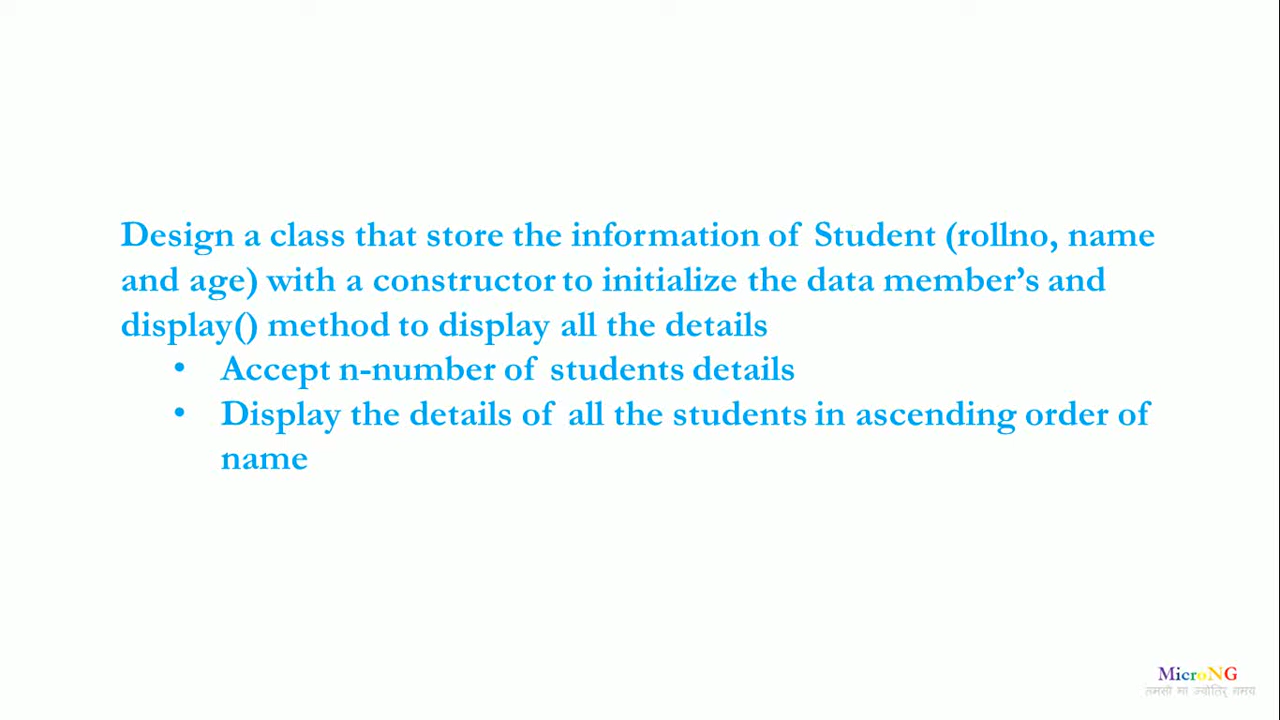 Design a class that store the information of Student (rollno, name
and age) with a constructor to initialize the data member’s and
display() method to display all the details
• Accept n-number of students details
• Display the details of all the students in ascending order of
name
MicroNG
तमसो मा ज्योतिर् गमय